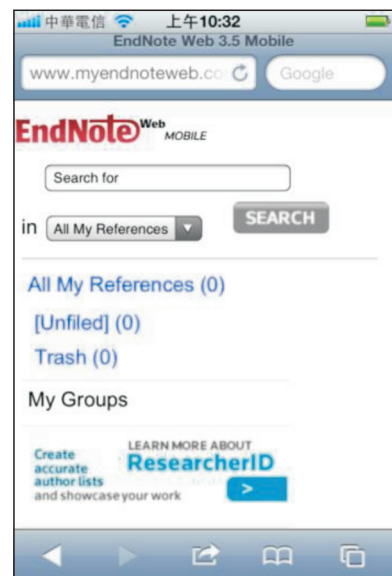 中華電信 上午10:32
EndNote Web 3.5 Mobile
www.myendnoteweb.co Google
EndNote Web MOBILE
Search for
in All My References SEARCH
All My References (0)
[Unfiled] (0)
Trash (0)
My Groups
Create accurate author lists and showcase your work
LEARN MORE ABOUT
ResearcherID
>